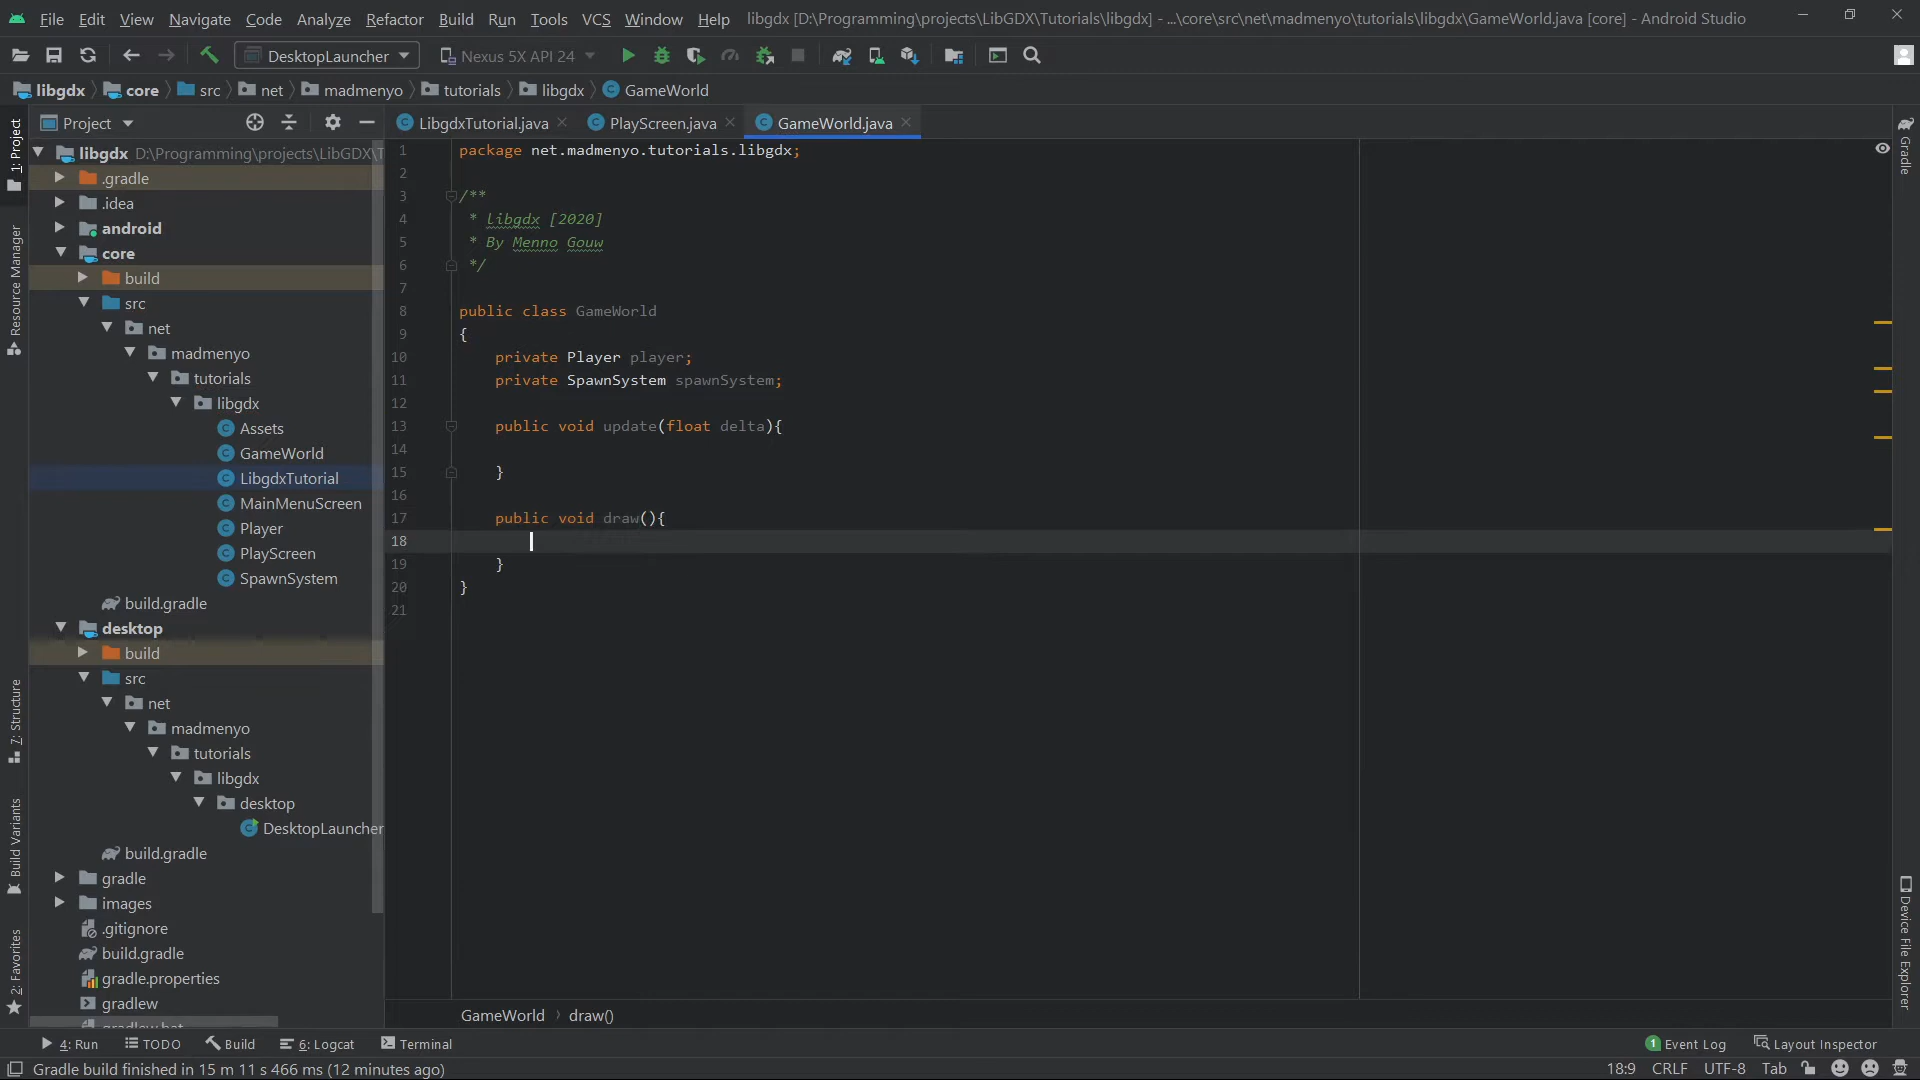 File Edit View Navigate Code Analyze Refactor Build Run Tools VCS Window Help libgdx [D:\Programming\projects\LibGDX\Tutorials\libgdx] - ...\core\src\net\madmenyo\tutorials\libgdx\GameWorld.java [core] - Android Studio
DesktopLauncher Nexus 5X API 24
libgdx core src net madmenyo tutorials libgdx GameWorld
Project LibgdxTutorial.java PlayScreen.java GameWorld.java
1: Project
Resource Manager
7: Structure
Build Variants
2: Favorites
libgdx D:\Programming\projects\LibGDX\T
.gradle
.idea
android
core
build
src
net
madmenyo
tutorials
libgdx
Assets
GameWorld
LibgdxTutorial
MainMenuScreen
Player
PlayScreen
SpawnSystem
build.gradle
desktop
build
src
net
madmenyo
tutorials
libgdx
desktop
DesktopLauncher
build.gradle
gradle
images
.gitignore
build.gradle
gradle.properties
gradlew
gradlew.bat
1 package net.madmenyo.tutorials.libgdx;
2
3 /**
4 * libgdx [2020]
5 * By Menno Gouw
6 */
7
8 public class GameWorld
9 {
10 private Player player;
11 private SpawnSystem spawnSystem;
12
13 public void update(float delta){
14
15 }
16
17 public void draw(){
18
19 }
20 }
21
Gradle
Device File Explorer
GameWorld › draw()
4: Run TODO Build 6: Logcat Terminal 1 Event Log Layout Inspector
Gradle build finished in 15 m 11 s 466 ms (12 minutes ago) 18:9 CRLF UTF-8 Tab